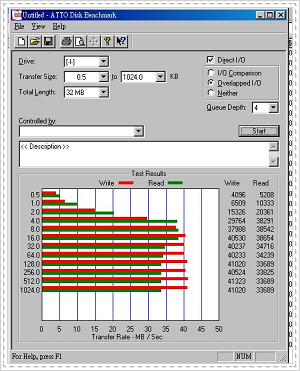 Untitled - ATTO Disk Benchmark
File View Help
Drive: [-I-] Direct I/O
Transfer Size: 0.5 to 1024.0 KB I/O Comparison
Overlapped I/O
Total Length: 32 MB Neither
Queue Depth: 4
Controlled by:
Start
<< Description >>
Test Results
Write Read Write Read
0.5 4096 5208
1.0 6509 10333
2.0 15326 20361
4.0 29764 38291
8.0 37988 38542
16.0 40530 38654
32.0 40237 34716
64.0 40233 34239
128.0 41020 33689
256.0 40524 33825
512.0 41323 33689
1024.0 41020 33689
0 5 10 15 20 25 30 35 40 45 50
Transfer Rate - MB / Sec
For Help, press F1 NUM